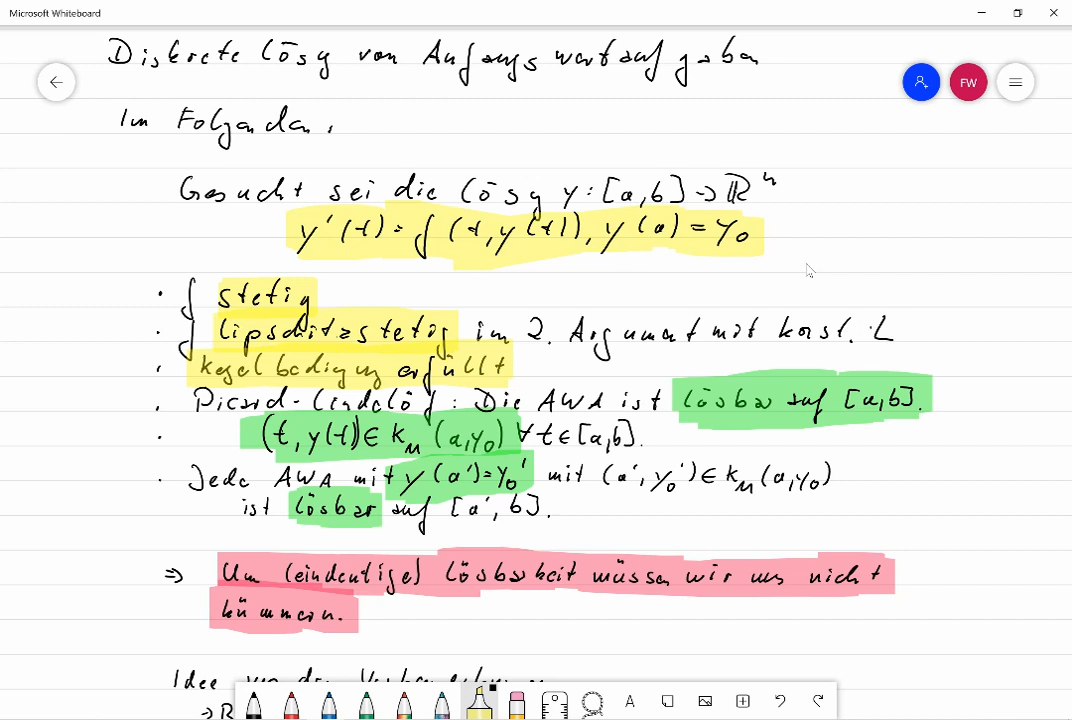 Microsoft Whiteboard
Diskrete Lösg von Anfangswertaufgaben
FW
Im Folgenden:
Gesucht sei die Lösg y: [a,b] → ℝⁿ
y'(t) = f(t, y(t)), y(a) = y₀
· f stetig
· f lipschitzstetig im 2. Argument mit konst. L
· Kegelbedigung erfüllt
· Picard-Lindelöf: Die AWA ist lösbar auf [a,b].
· (t, y(t)) ∈ K_M (a,y₀) ∀ t ∈ [a,b].
· Jede AWA mit y(a') = y₀' mit (a', y₀') ∈ K_M (a,y₀)
ist lösbar auf [a', b].
⇒ Um (eindeutige) Lösbarkeit müssen wir uns nicht
kümmern.
Idee
A